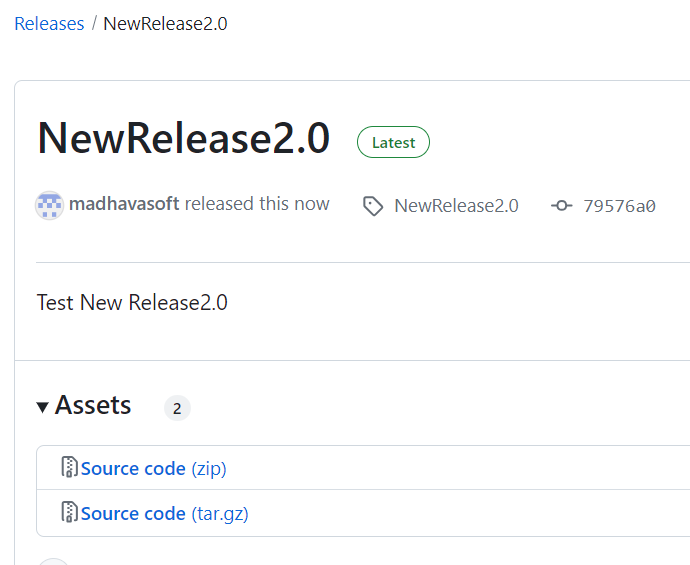 Releases / NewRelease2.0
NewRelease2.0 Latest
madhavasoft released this now NewRelease2.0 79576a0
Test New Release2.0
Assets 2
Source code (zip)
Source code (tar.gz)